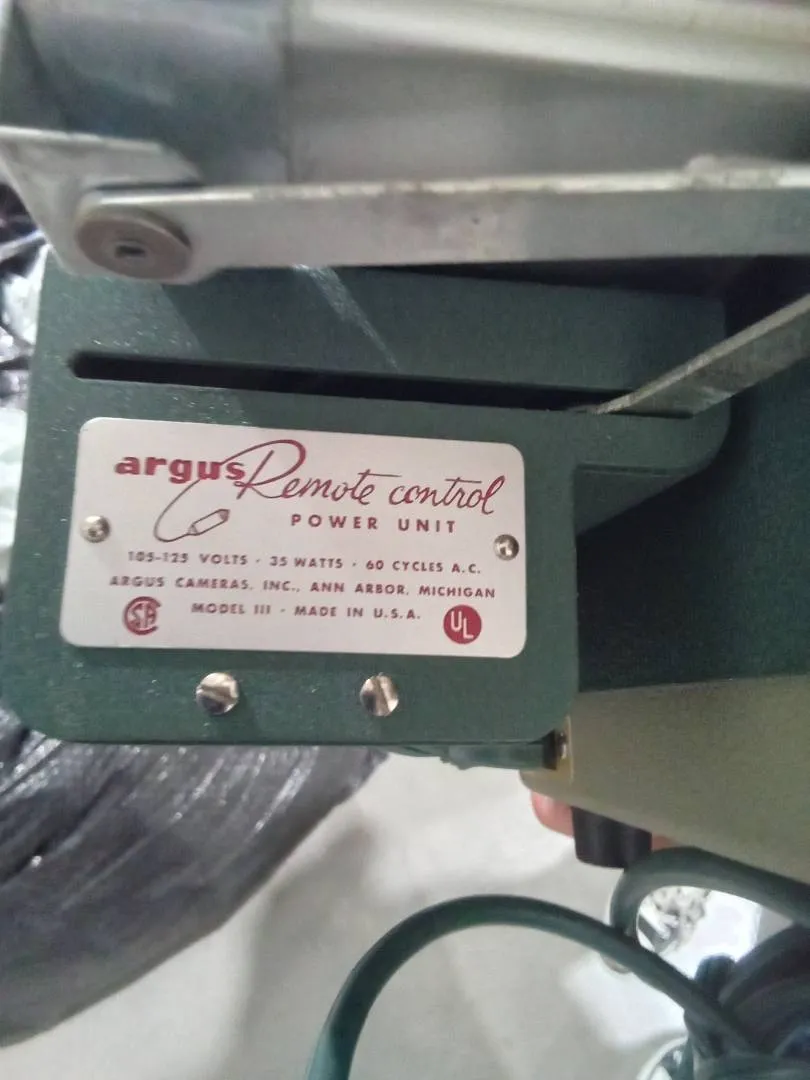 argus Remote control
POWER UNIT
105-125 VOLTS · 35 WATTS · 60 CYCLES A.C.
ARGUS CAMERAS, INC., ANN ARBOR, MICHIGAN
MODEL III · MADE IN U.S.A.
SA UL